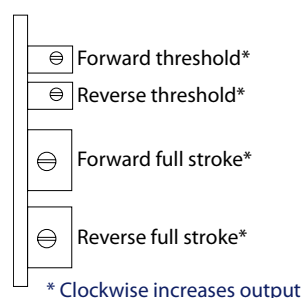 Forward threshold*
Reverse threshold*
Forward full stroke*
Reverse full stroke*
* Clockwise increases output